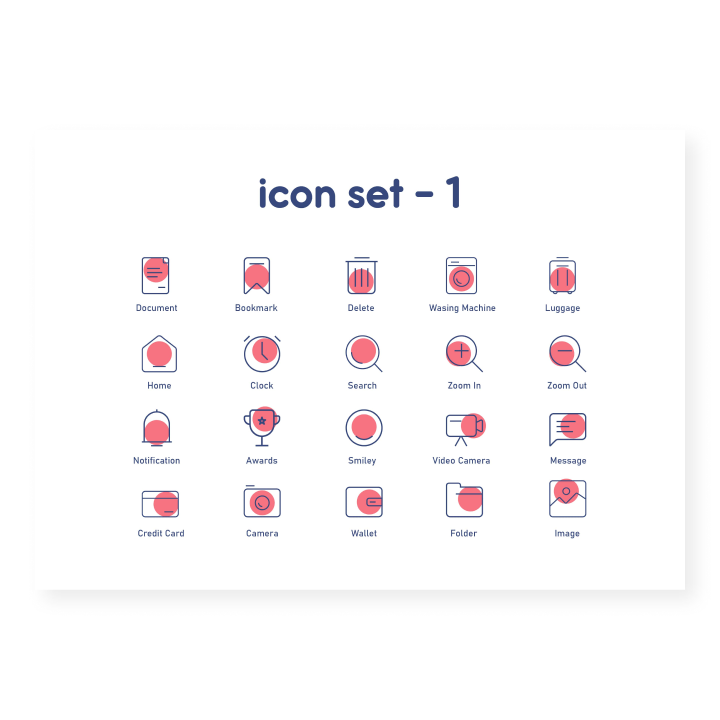 icon set - 1
Document Bookmark Delete Wasing Machine Luggage
Home Clock Search Zoom In Zoom Out
Notification Awards Smiley Video Camera Message
Credit Card Camera Wallet Folder Image